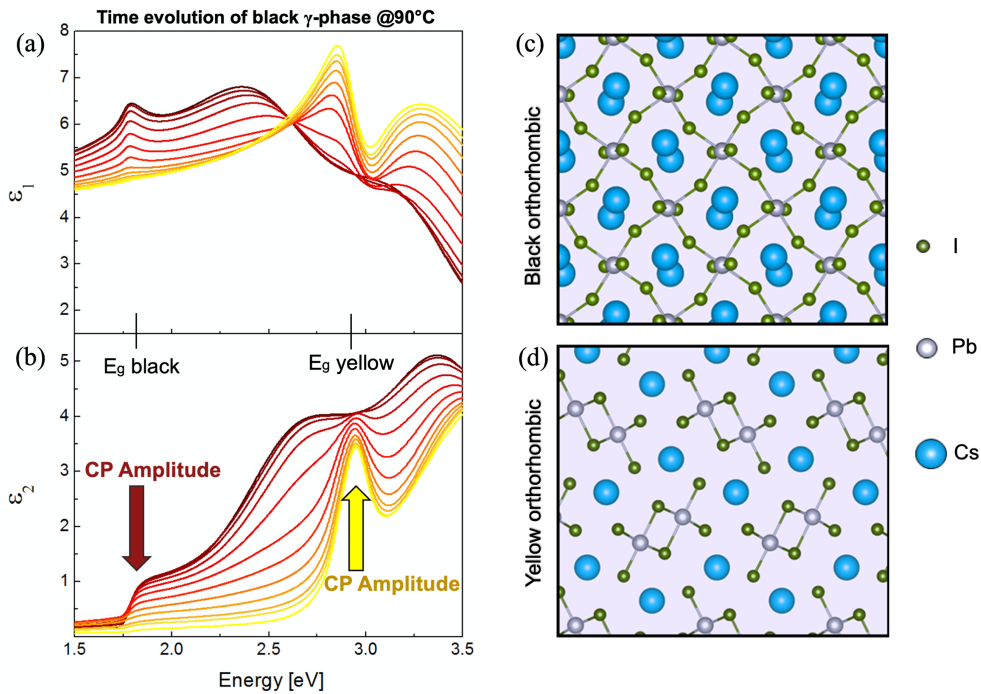 Time evolution of black γ-phase @90°C
(a)
8
7
6
5
4
3
2
ε1
Eg black
Eg yellow
(b)
5
4
3
2
1
ε2
CP Amplitude
CP Amplitude
1.5
2.0
2.5
3.0
3.5
Energy [eV]
(c)
Black orthorhombic
(d)
Yellow orthorhombic
I
Pb
Cs